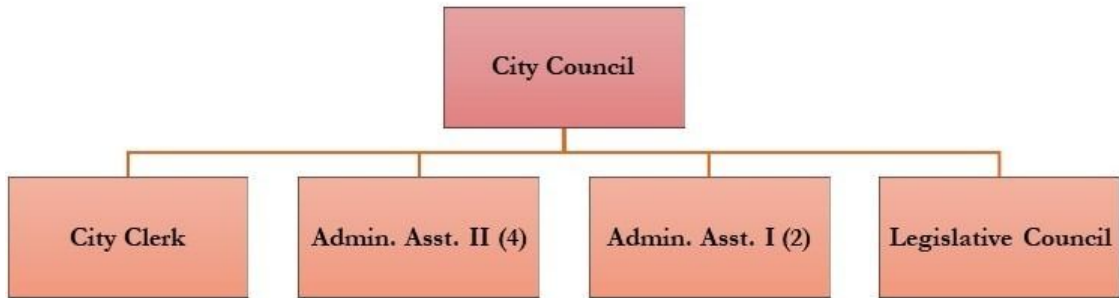 City Council
City Clerk
Admin. Asst. II (4)
Admin. Asst. I (2)
Legislative Council